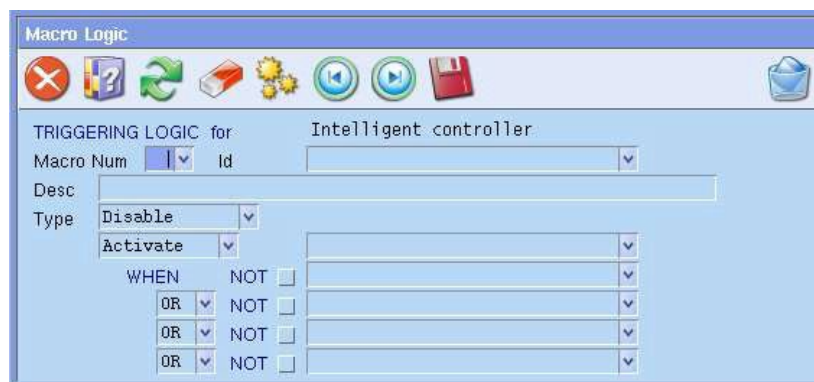 Macro Logic
TRIGGERING LOGIC for Intelligent controller
Macro Num Id
Desc
Type Disable
Activate
WHEN NOT
OR NOT
OR NOT
OR NOT